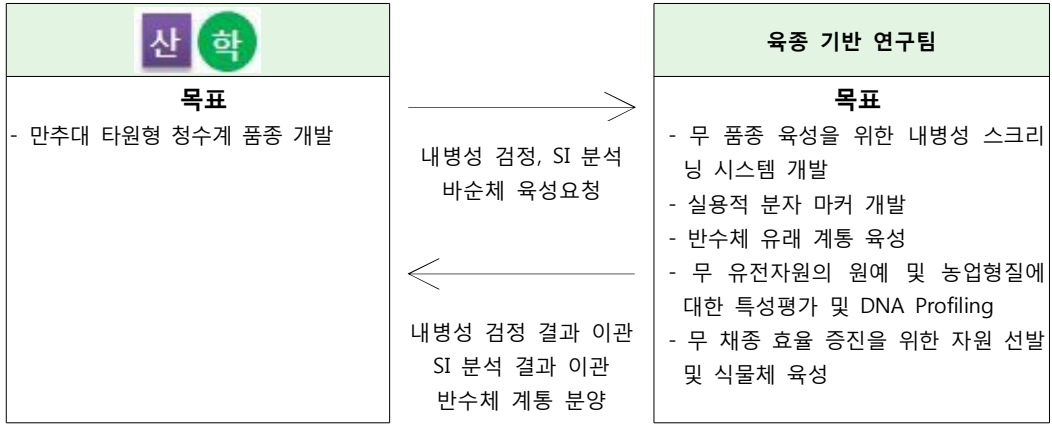 산 학
목표
- 만추대 타원형 청수계 품종 개발
내병성 검정, SI 분석
바순체 육성요청
내병성 검정 결과 이관
SI 분석 결과 이관
반수체 계통 분양
육종 기반 연구팀
목표
- 무 품종 육성을 위한 내병성 스크리
닝 시스템 개발
- 실용적 분자 마커 개발
- 반수체 유래 계통 육성
- 무 유전자원의 원예 및 농업형질에
대한 특성평가 및 DNA Profiling
- 무 채종 효율 증진을 위한 자원 선발
및 식물체 육성